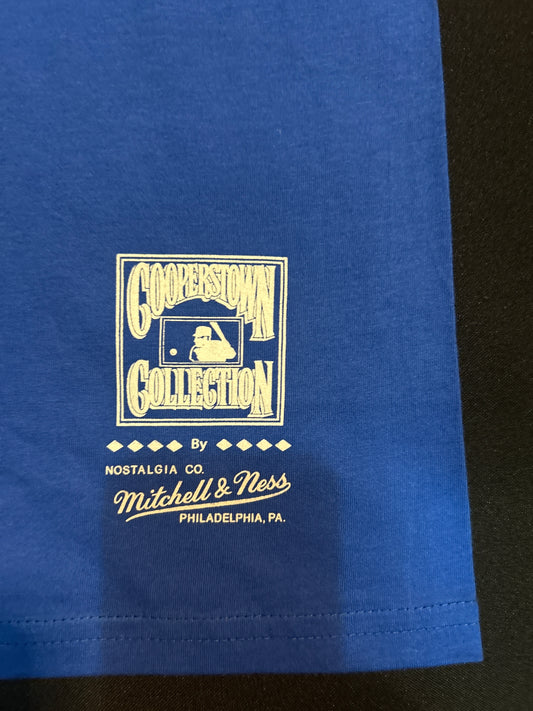 COOPERSTOWN
COLLECTION
By
NOSTALGIA CO.
Mitchell & Ness
PHILADELPHIA, PA.